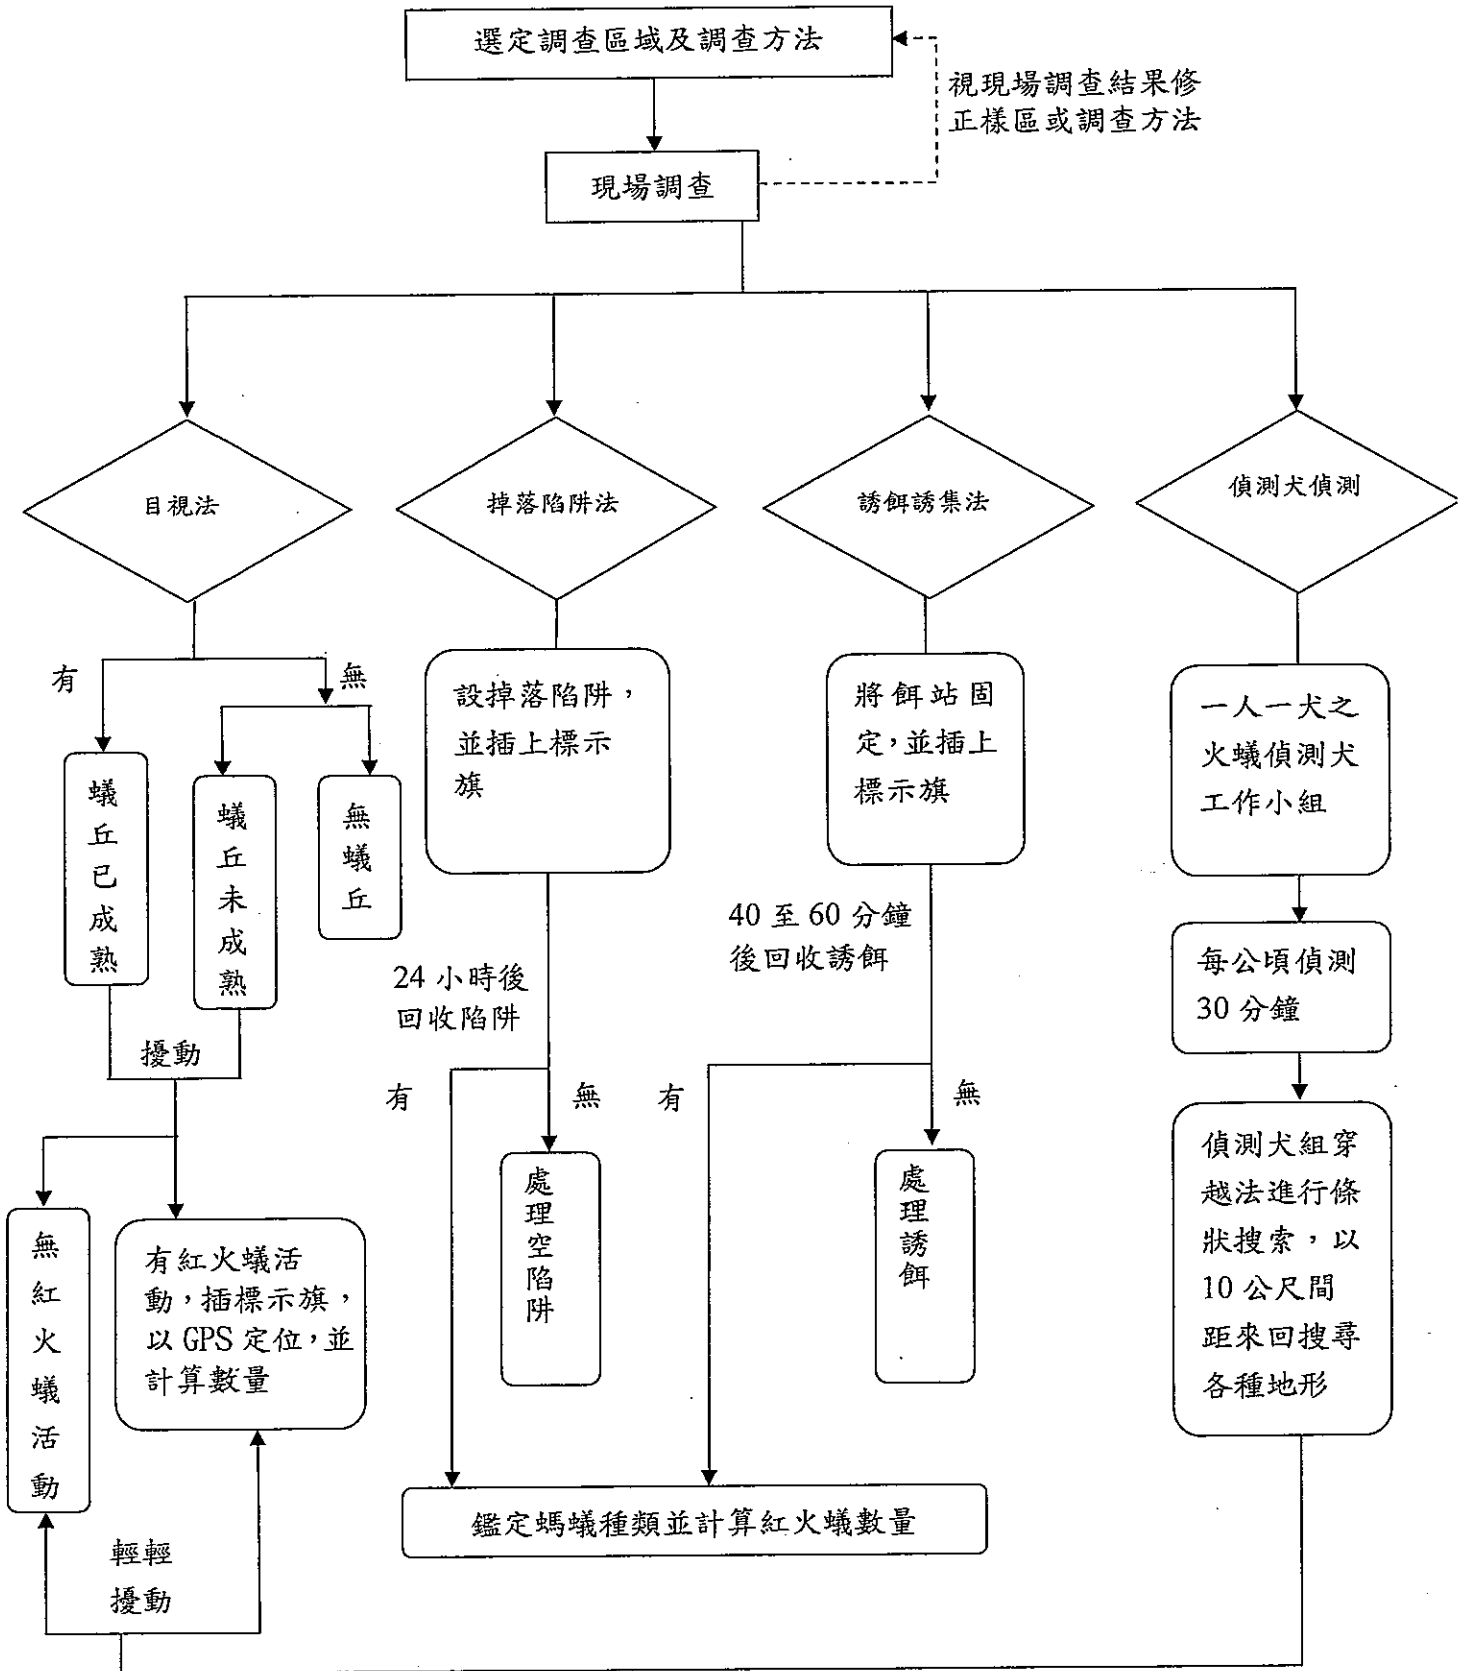 選定調查區域及調查方法
視現場調查結果修
正樣區或調查方法
現場調查
目視法
掉落陷阱法
誘餌誘集法
偵測犬偵測
有
無
蟻丘已成熟
蟻丘未成熟
無蟻丘
擾動
無紅火蟻活動
有紅火蟻活
動,插標示旗,
以 GPS 定位,並
計算數量
輕輕
擾動
設掉落陷阱,
並插上標示
旗
24 小時後
回收陷阱
有
無
處理空陷阱
將餌站固
定,並插上
標示旗
40 至 60 分鐘
後回收誘餌
有
無
處理誘餌
鑑定螞蟻種類並計算紅火蟻數量
一人一犬之
火蟻偵測犬
工作小組
每公頃偵測
30 分鐘
偵測犬組穿
越法進行條
狀搜索,以
10 公尺間
距來回搜尋
各種地形